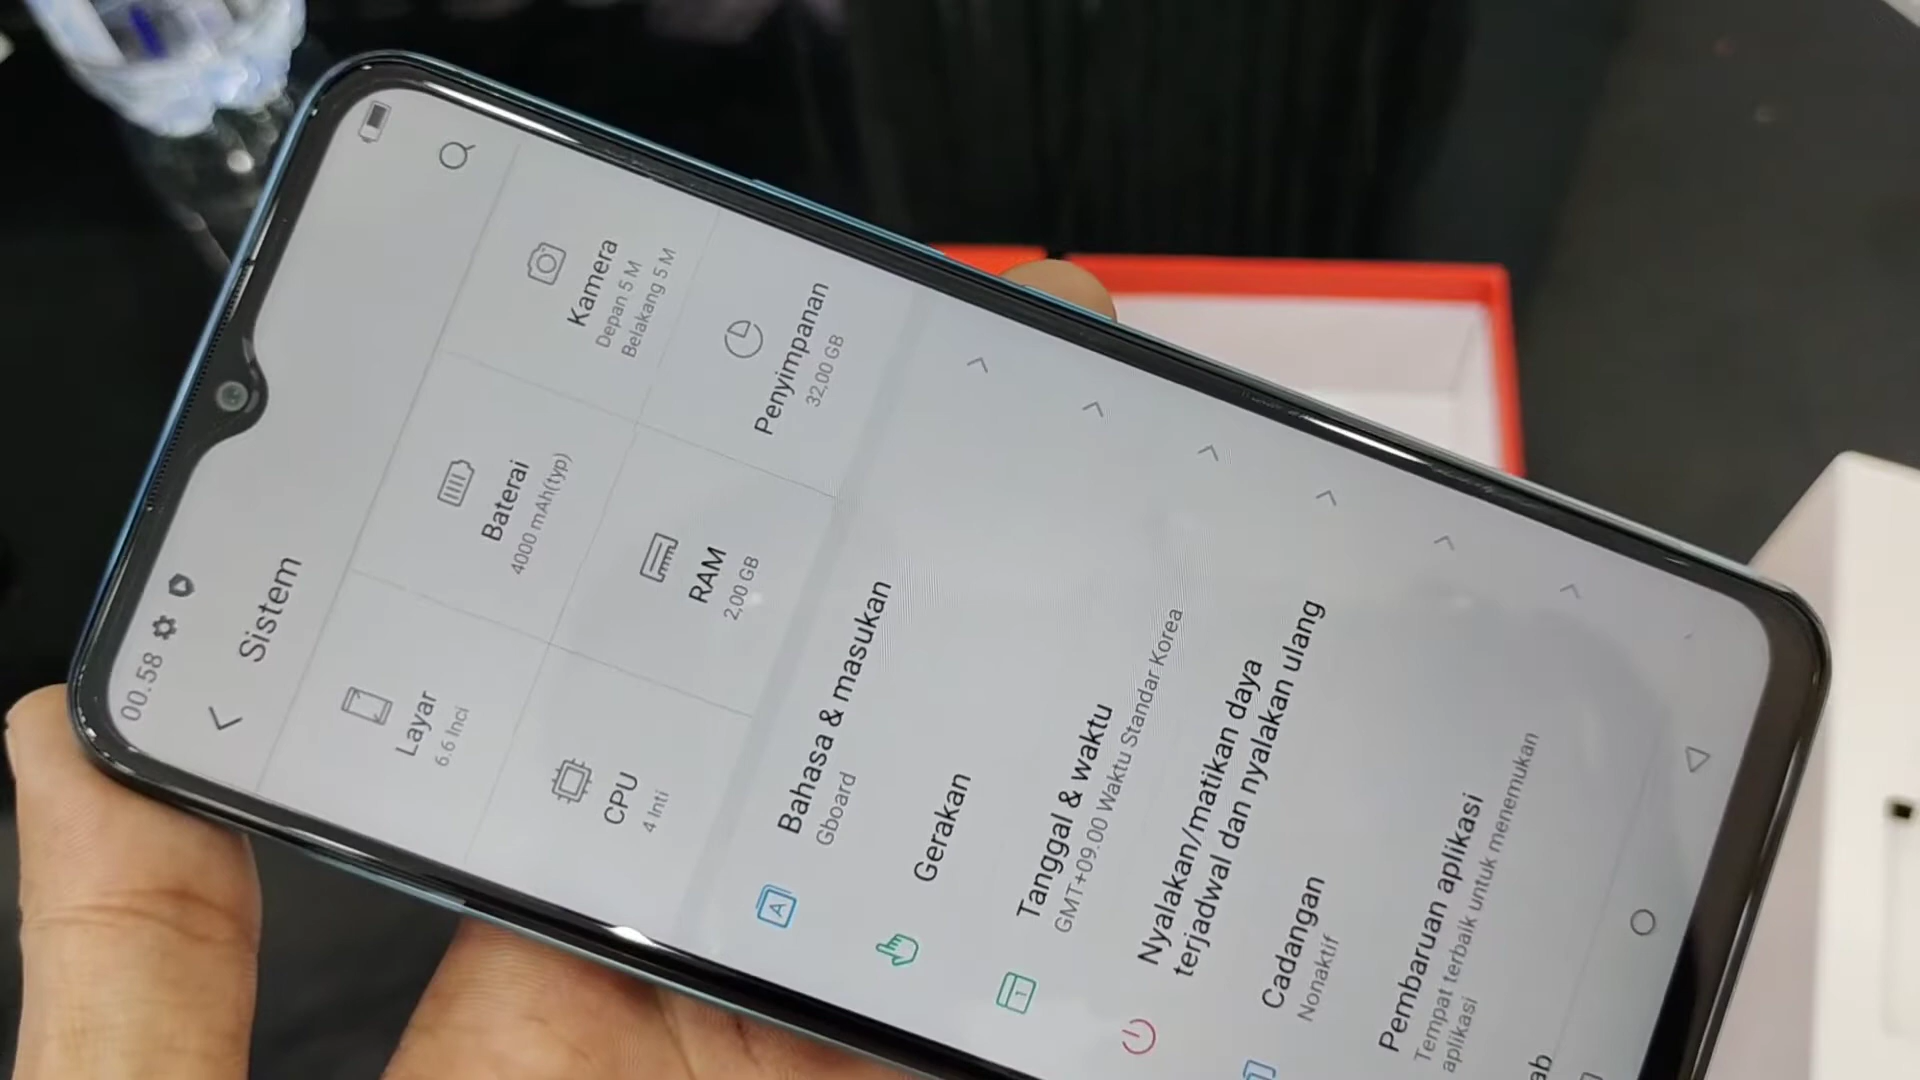 00.58
Sistem
Layar
6.6 Inci
Baterai
4000 mAh(typ)
Kamera
Depan 5 M
Belakang 5 M
CPU
4 Inti
RAM
2,00 GB
Penyimpanan
32,00 GB
Bahasa & masukan
Gboard
Gerakan
Tanggal & waktu
GMT+09.00 Waktu Standar Korea
Nyalakan/matikan daya
terjadwal dan nyalakan ulang
Cadangan
Nonaktif
Pembaruan aplikasi
Tempat terbaik untuk menemukan
aplikasi